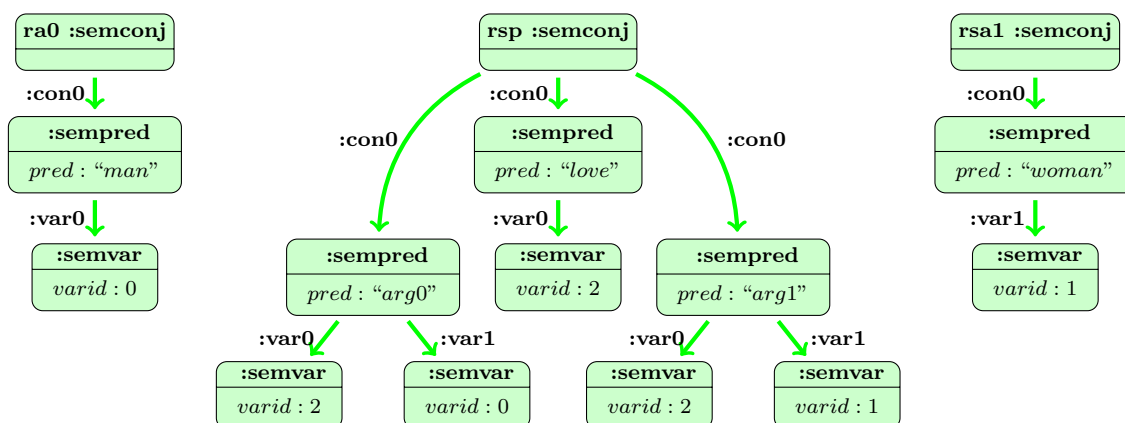 ra0 :semconj
rsp :semconj
rsa1 :semconj
:con0
:con0
:con0
:con0
:con0
:sempred
pred : “man”
:sempred
pred : “love”
:sempred
pred : “woman”
:var0
:var0
:var1
:semvar
varid : 0
:sempred
pred : “arg0”
:semvar
varid : 2
:sempred
pred : “arg1”
:semvar
varid : 1
:var0
:var1
:var0
:var1
:semvar
varid : 2
:semvar
varid : 0
:semvar
varid : 2
:semvar
varid : 1